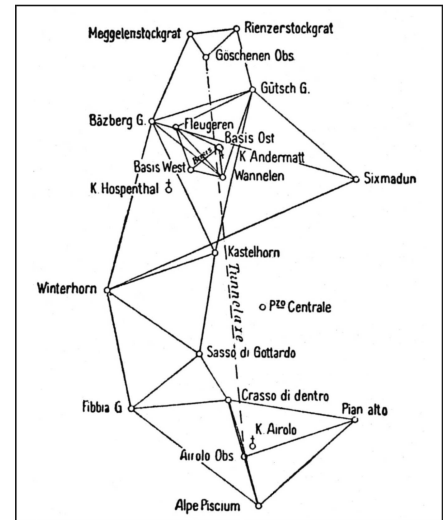 Meggelenstockgrat
Rienzerstockgrat
Göschenen Obs.
Gütsch G.
Bäzberg G.
Fleugeren
Basis Ost
Basis
K Andermatt
Basis West
Wannelen
Sixmadun
K. Hospenthal
Kastelhorn
Tunnelaxe
Winterhorn
Pzo Centrale
Sasso di Gottardo
Crasso di dentro
Fibbia G
Pian alto
K. Airolo
Airolo Obs
Alpe Piscium